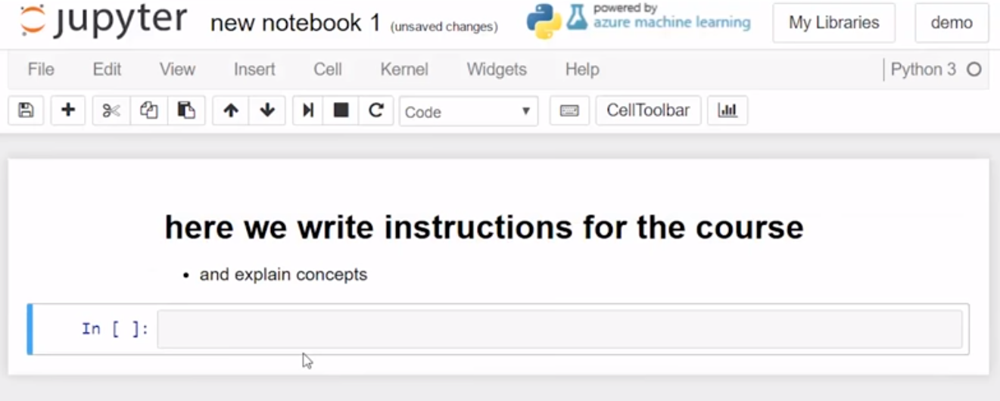 jupyter new notebook 1 (unsaved changes) powered by azure machine learning My Libraries demo
File Edit View Insert Cell Kernel Widgets Help Python 3
Code CellToolbar
here we write instructions for the course
• and explain concepts
In [ ]: